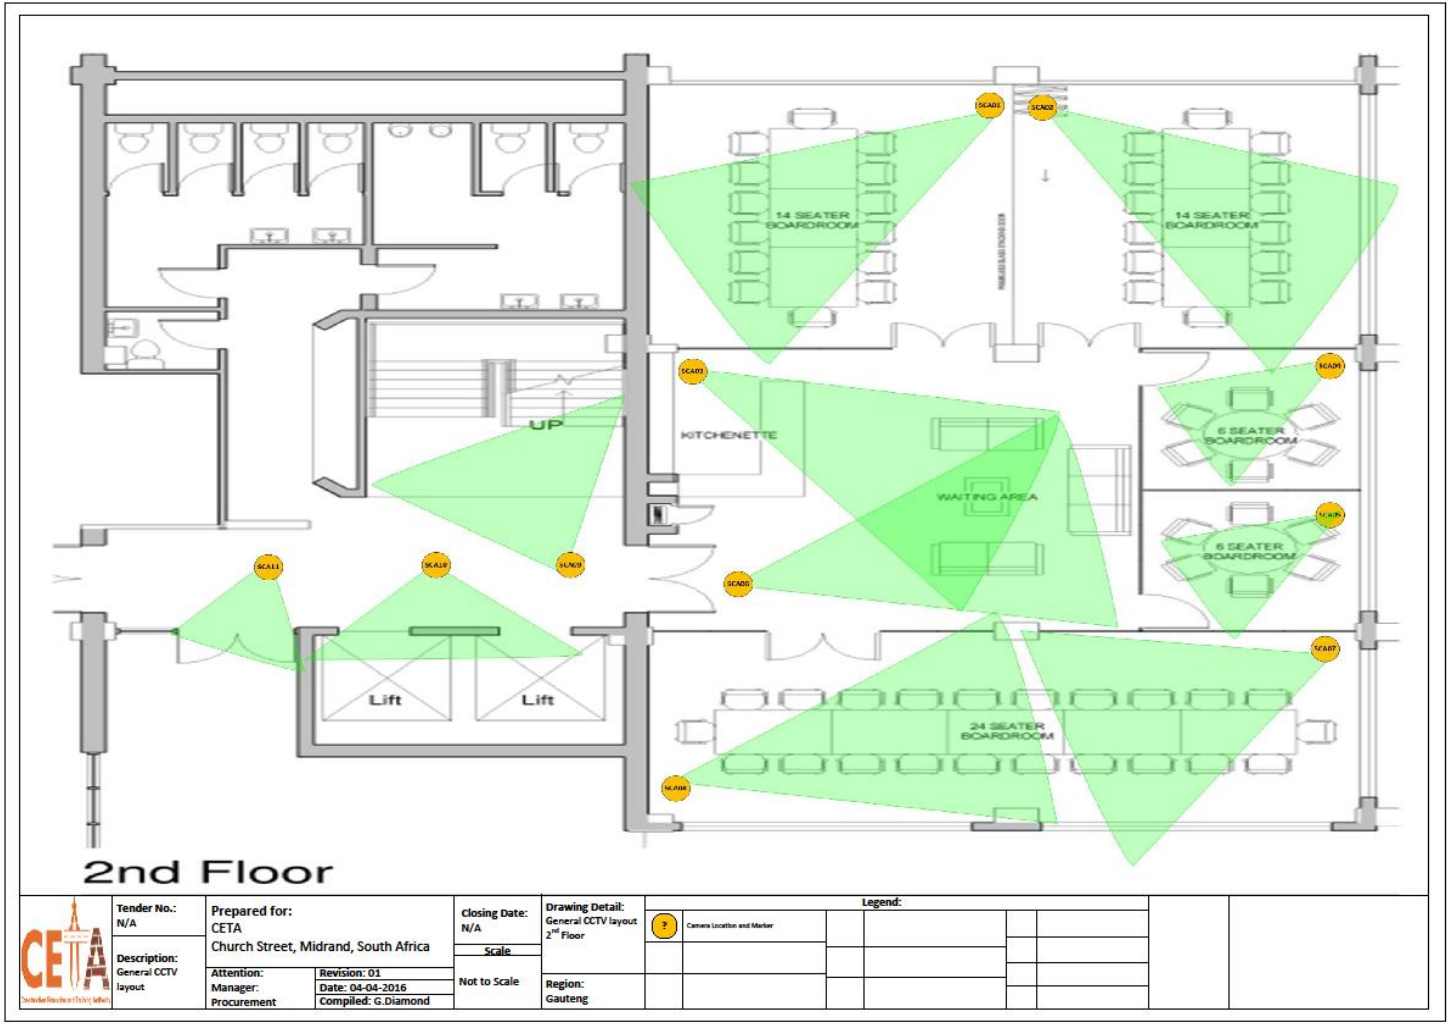 SCA01
SCA02
14 SEATER
BOARDROOM
14 SEATER
BOARDROOM
SCA03
SCA04
UP
KITCHENETTE
6 SEATER
BOARDROOM
WAITING AREA
SCA05
6 SEATER
BOARDROOM
SCA11
SCA10
SCA09
SCA06
SCA07
Lift
Lift
24 SEATER
BOARDROOM
SCA08
2nd Floor
CETA
Tender No.:
N/A
Description:
General CCTV
layout
Prepared for:
CETA
Church Street, Midrand, South Africa
Attention:
Manager:
Procurement
Revision: 01
Date: 04-04-2016
Compiled: G.Diamond
Closing Date:
N/A
Scale
Not to Scale
Drawing Detail:
General CCTV layout
2nd Floor
Region:
Gauteng
Legend:
?
Camera Location and Marker